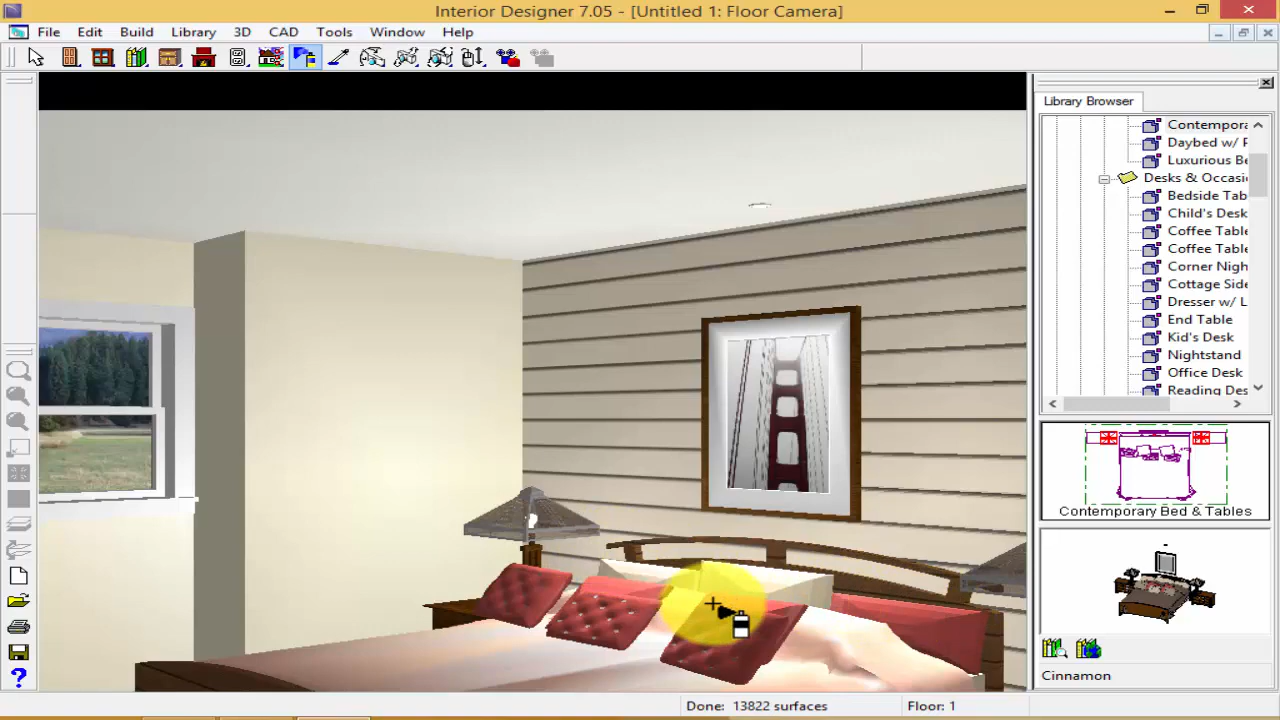 Interior Designer 7.05 - [Untitled 1: Floor Camera]
File Edit Build Library 3D CAD Tools Window Help
Library Browser
Contempora
Daybed w/ F
Luxurious Be
Desks & Occasi
Bedside Tab
Child's Desk
Coffee Table
Coffee Table
Corner Nigh
Cottage Side
Dresser w/ L
End Table
Kid's Desk
Nightstand
Office Desk
Reading Des
Contemporary Bed & Tables
Cinnamon
Done: 13822 surfaces
Floor: 1